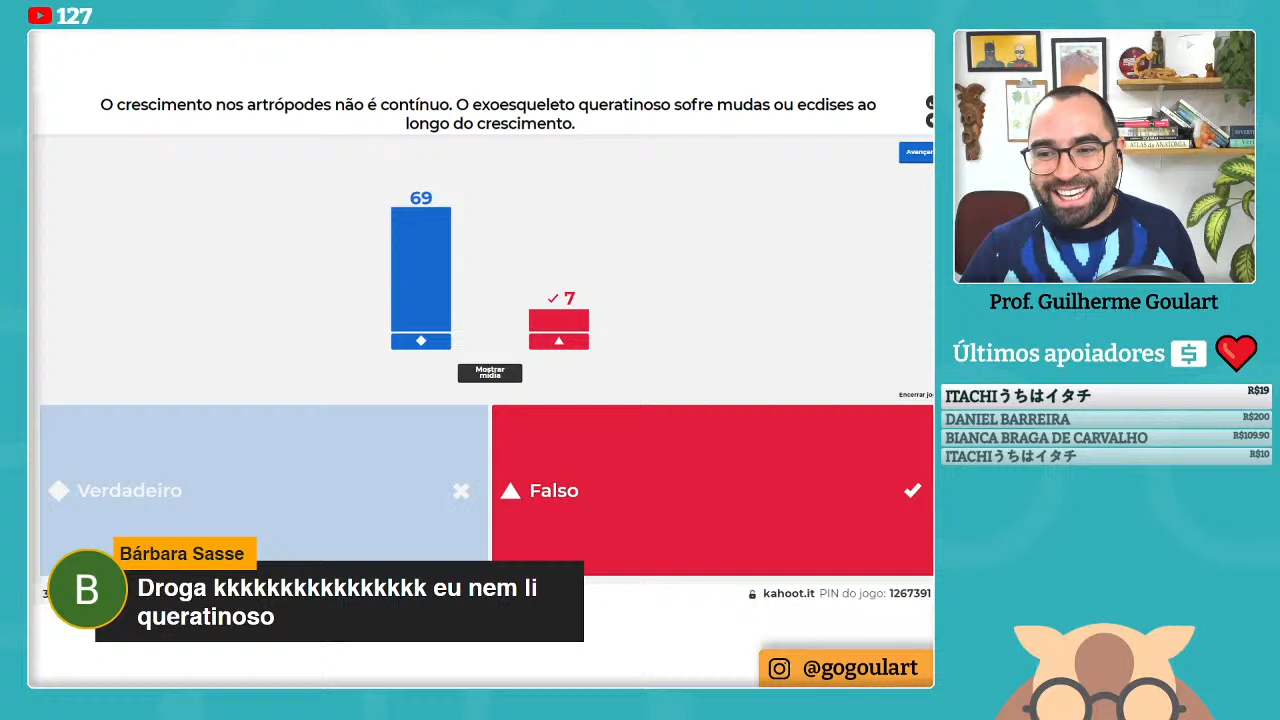 127
O crescimento nos artrópodes não é contínuo. O exoesqueleto queratinoso sofre mudas ou ecdises ao
longo do crescimento.
Avançar
69
7
Mostrar
mídia
Encerrar jo
Verdadeiro
Falso
Bárbara Sasse
B
Droga kkkkkkkkkkkkkkkk eu nem li
queratinoso
kahoot.it PIN do jogo: 1267391
@gogoulart
ATLAS da ANATOMIA
Prof. Guilherme Goulart
Últimos apoiadores
ITACHIうちはイタチ R$19
DANIEL BARREIRA R$200
BIANCA BRAGA DE CARVALHO R$109.90
ITACHIうちはイタチ R$10